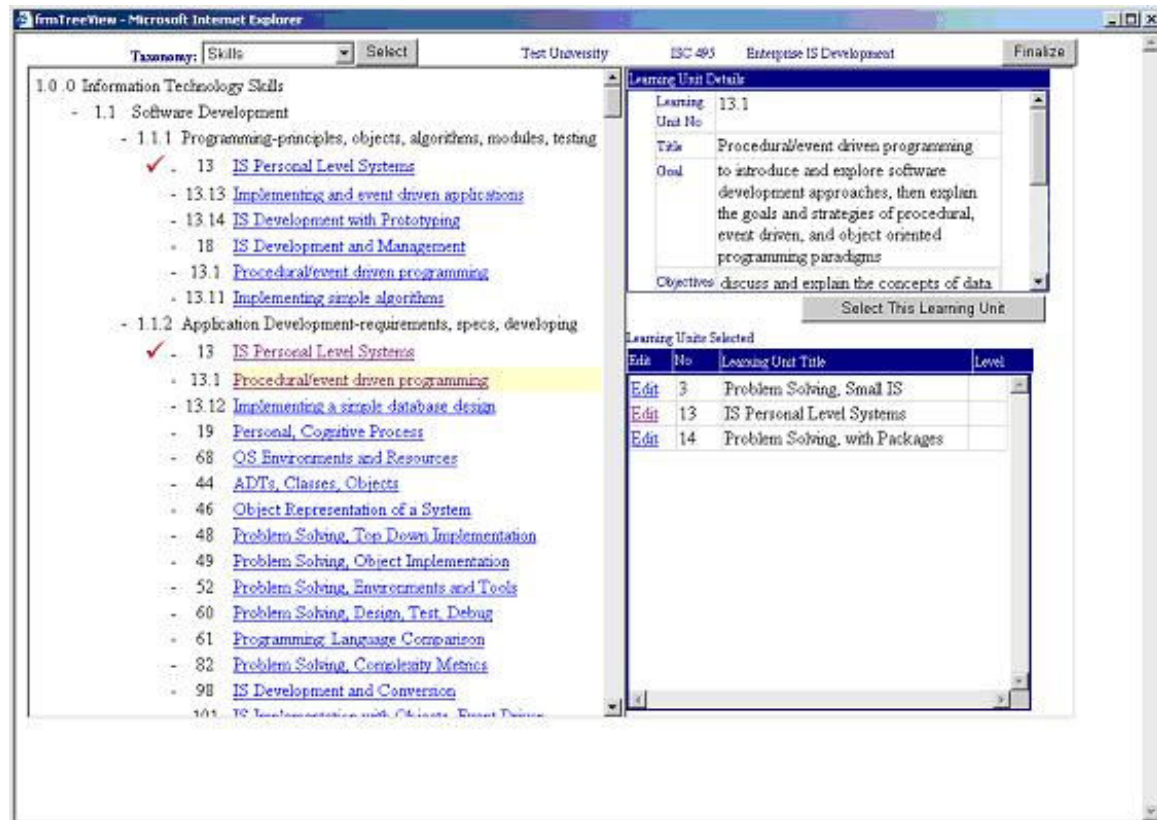 frmTreeView - Microsoft Internet Explorer
Taxonomy: Skills Select Test University ISC 495 Enterprise IS Development Finalize
1.0 .0 Information Technology Skills
- 1.1 Software Development
- 1.1.1 Programming-principles, objects, algorithms, modules, testing
- 13 IS Personal Level Systems
- 13.13 Implementing and event driven applications
- 13.14 IS Development with Prototyping
- 18 IS Development and Management
- 13.1 Procedural/event driven programming
- 13.11 Implementing simple algorithms
- 1.1.2 Application Development-requirements, specs, developing
- 13 IS Personal Level Systems
- 13.1 Procedural/event driven programming
- 13.12 Implementing a simple database design
- 19 Personal, Cognitive Process
- 68 OS Environments and Resources
- 44 ADTs, Classes, Objects
- 46 Object Representation of a System
- 48 Problem Solving, Top Down Implementation
- 49 Problem Solving, Object Implementation
- 52 Problem Solving, Environments and Tools
- 60 Problem Solving, Design, Test, Debug
- 61 Programming Language Comparison
- 82 Problem Solving, Complexity Metrics
- 98 IS Development and Conversion
101 IS Implementation with Objects, Event Driven
Learning Unit Details
Learning Unit No 13.1
Title Procedural/event driven programming
Goal to introduce and explore software
development approaches, then explain
the goals and strategies of procedural,
event driven, and object oriented
programming paradigms
Objectives discuss and explain the concepts of data
Select This Learning Unit
Learning Units Selected
Edit No Learning Unit Title Level
Edit 3 Problem Solving, Small IS
Edit 13 IS Personal Level Systems
Edit 14 Problem Solving, with Packages